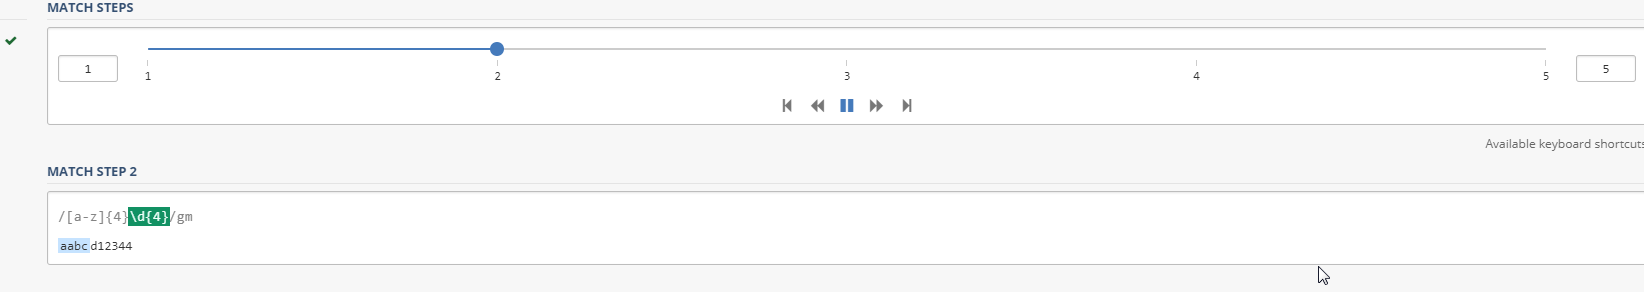 MATCH STEPS
1
1 2 3 4 5
5
Available keyboard shortcuts
MATCH STEP 2
/[a-z]{4}\d{4}/gm
aabcd12344